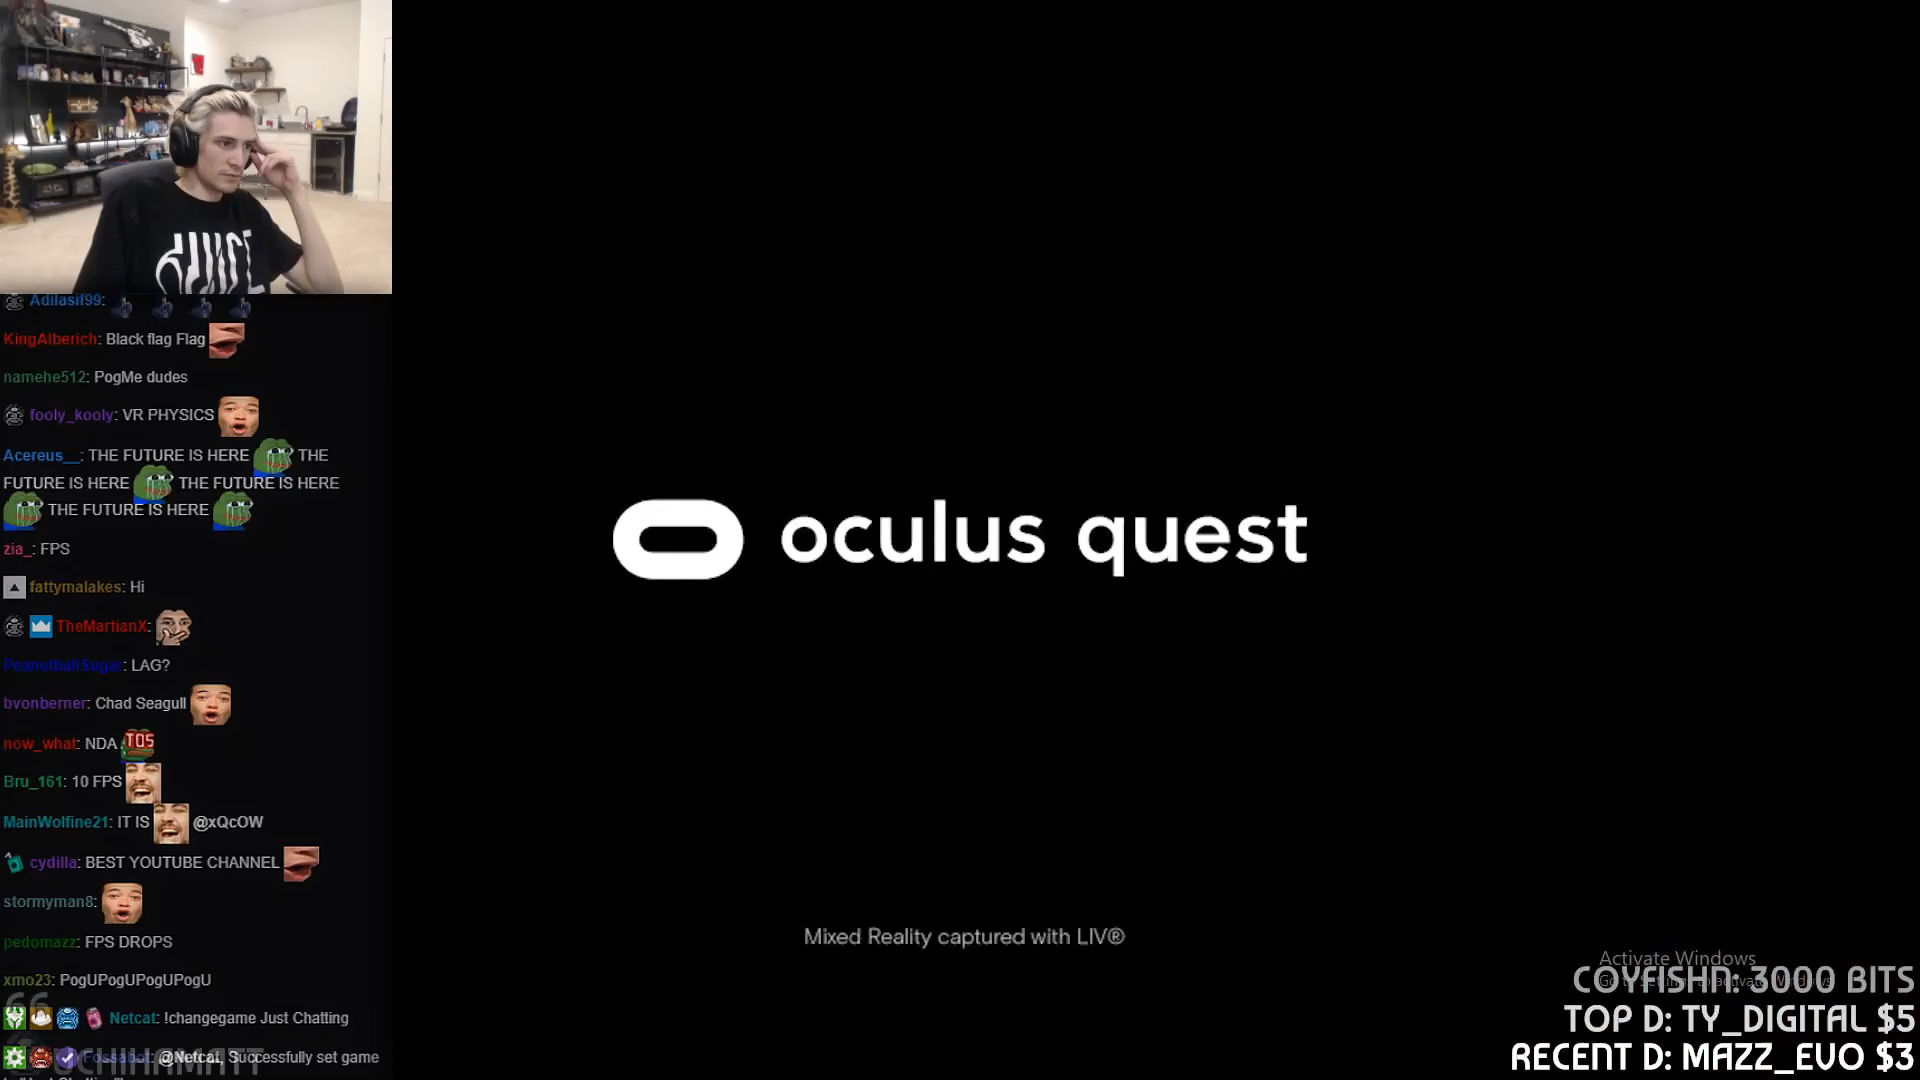 Adilasif99:
KingAlberich: Black flag Flag
namehe512: PogMe dudes
fooly_kooly: VR PHYSICS
Acereus__: THE FUTURE IS HERE THE
FUTURE IS HERE THE FUTURE IS HERE
THE FUTURE IS HERE
zia_: FPS
fattymalakes: Hi
TheMartianX:
PeanutballSugar: LAG?
bvonberner: Chad Seagull
now_what: NDA TOS
Bru_161: 10 FPS
MainWolfine21: IT IS @xQcOW
cydilla: BEST YOUTUBE CHANNEL
stormyman8:
pedomazz: FPS DROPS
xmo23: PogUPogUPogUPogU
66
Netcat: !changegame Just Chatting
Fossabot: @Netcat, Successfully set game
oculus quest
Mixed Reality captured with LIV®
Activate Windows
COYFISHN: 3000 BITS
TOP D: TY_DIGITAL $5
RECENT D: MAZZ_EVO $3